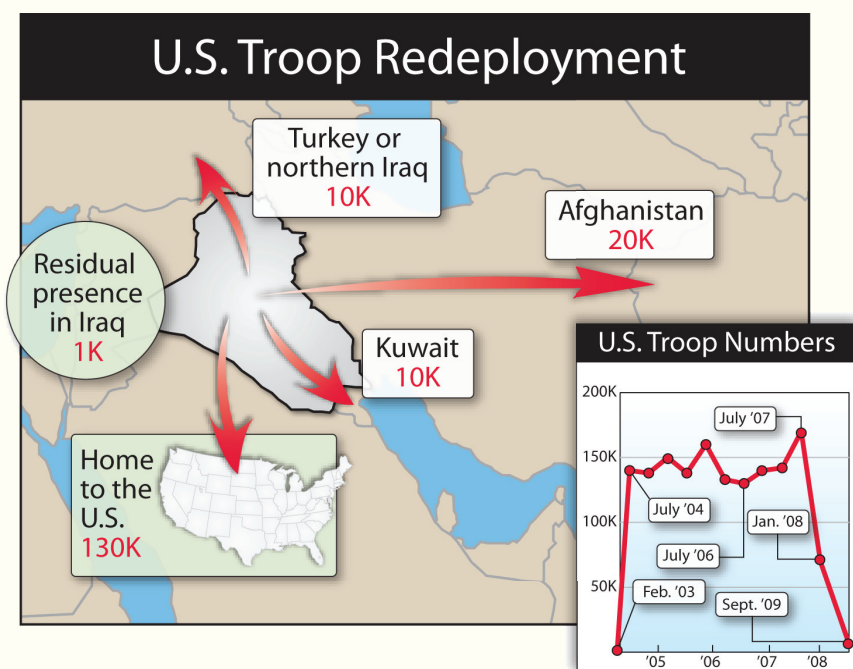 U.S. Troop Redeployment
Turkey or
northern Iraq
10K
Afghanistan
20K
Residual
presence
in Iraq
1K
Kuwait
10K
Home
to the
U.S.
130K
U.S. Troop Numbers
200K
150K
100K
50K
July '07
July '04
Jan. '08
July '06
Feb. '03
Sept. '09
'05
'06
'07
'08